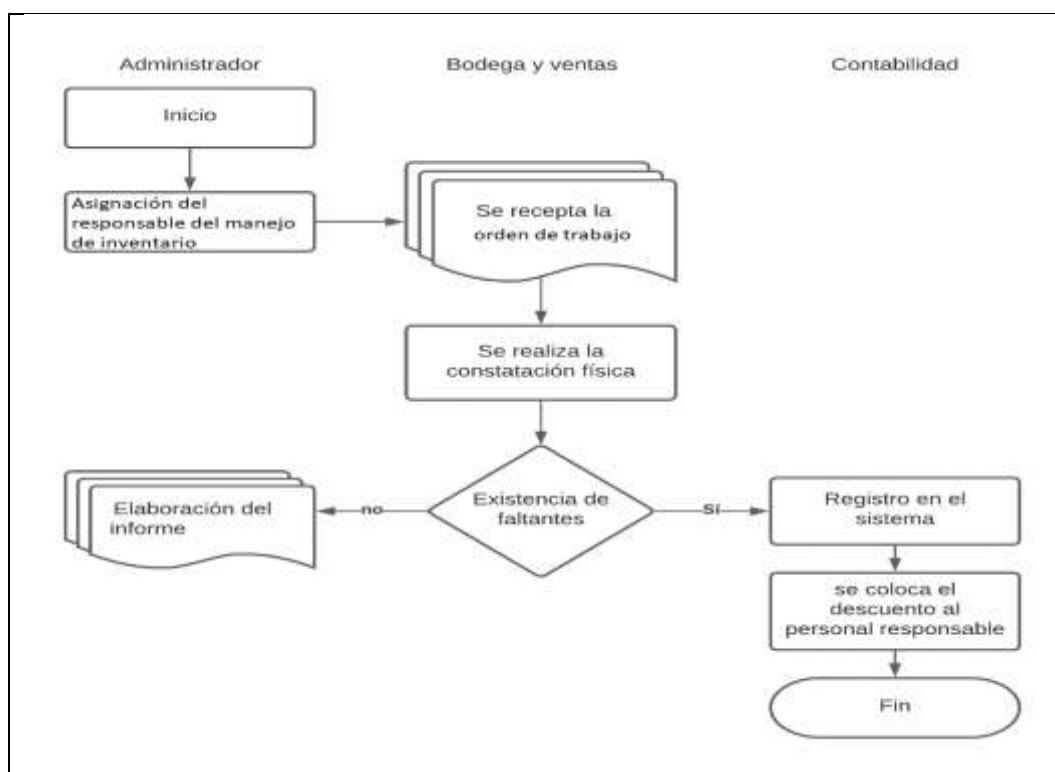 Administrador
Bodega y ventas
Contabilidad
Inicio
Asignación del
responsable del manejo
de inventario
Se recepta la
orden de trabajo
Se realiza la
constatación física
Existencia de
faltantes
no
Sí
Elaboración del
informe
Registro en el
sistema
se coloca el
descuento al
personal responsable
Fin